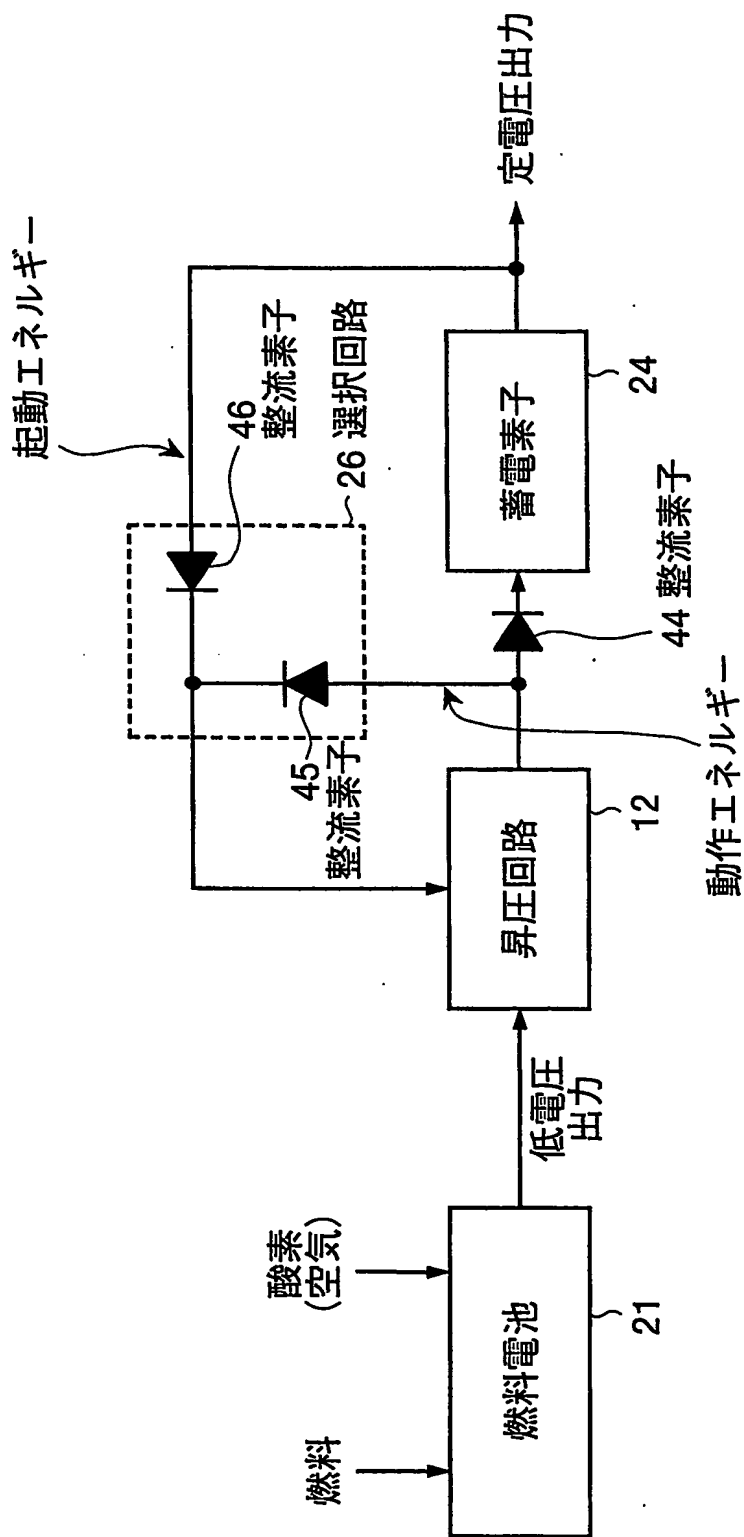 燃料
酸素
(空気)
燃料電池
21
低電圧
出力
昇圧回路
12
動作エネルギー
45
整流素子
26 選択回路
46
整流素子
起動エネルギー
44 整流素子
蓄電素子
24
定電圧出力